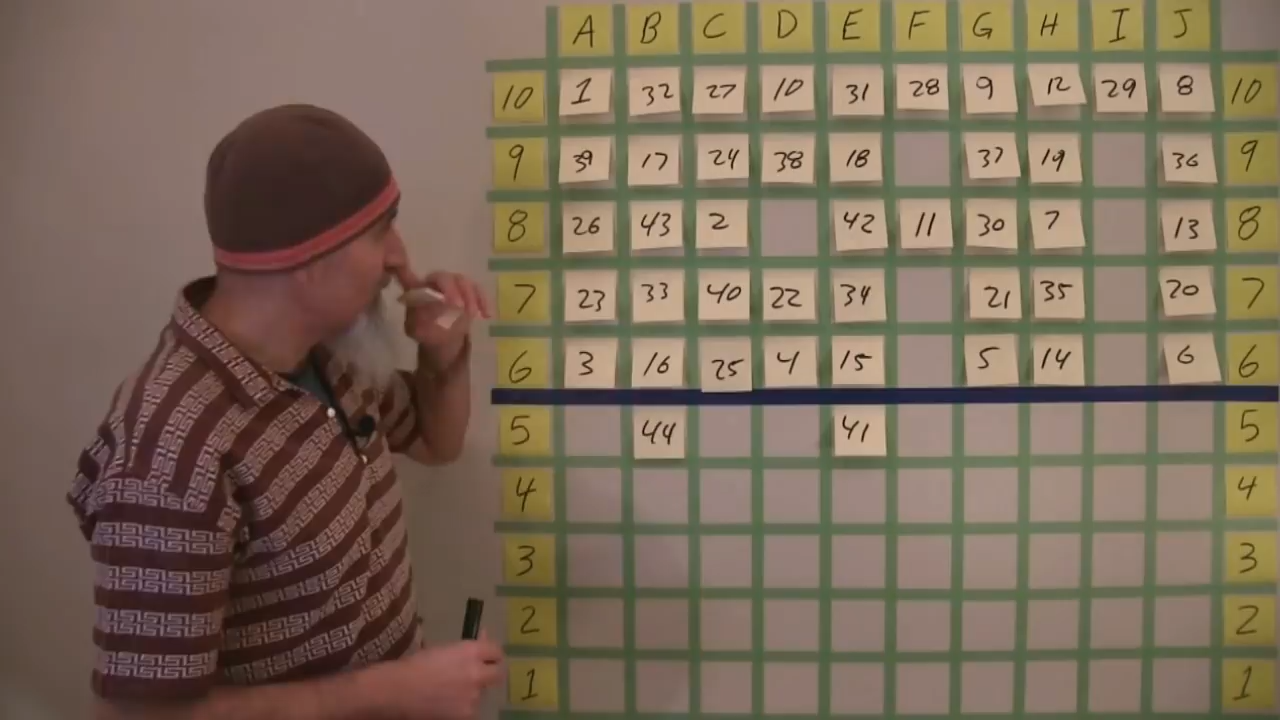 A B C D E F G H I J
10 1 32 27 10 31 28 9 12 29 8 10
9 39 17 24 38 18 37 19 36 9
8 26 43 2 42 11 30 7 13 8
7 23 33 40 22 34 21 35 20 7
6 3 16 25 4 15 5 14 6 6
5 44 41 5
4 4
3 3
2 2
1 1